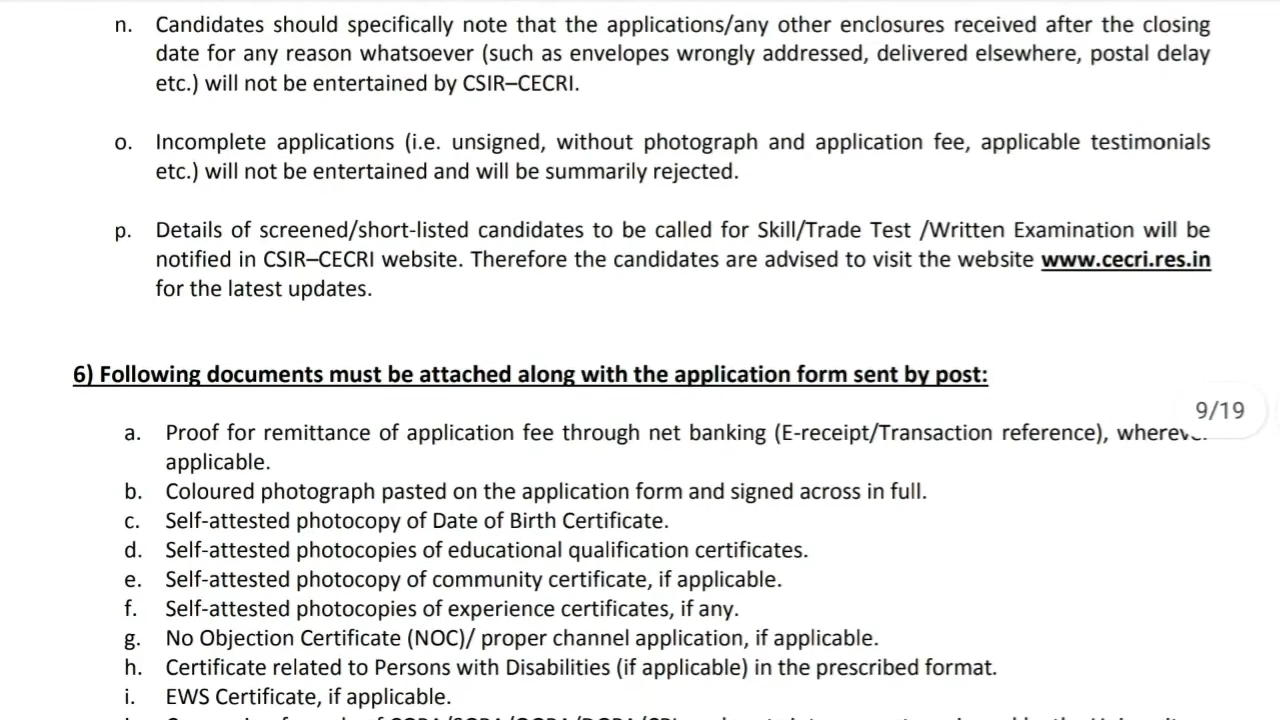 n. Candidates should specifically note that the applications/any other enclosures received after the closing
date for any reason whatsoever (such as envelopes wrongly addressed, delivered elsewhere, postal delay
etc.) will not be entertained by CSIR–CECRI.
o. Incomplete applications (i.e. unsigned, without photograph and application fee, applicable testimonials
etc.) will not be entertained and will be summarily rejected.
p. Details of screened/short-listed candidates to be called for Skill/Trade Test /Written Examination will be
notified in CSIR–CECRI website. Therefore the candidates are advised to visit the website www.cecri.res.in
for the latest updates.
6) Following documents must be attached along with the application form sent by post:
9/19
a. Proof for remittance of application fee through net banking (E-receipt/Transaction reference), wherever
applicable.
b. Coloured photograph pasted on the application form and signed across in full.
c. Self-attested photocopy of Date of Birth Certificate.
d. Self-attested photocopies of educational qualification certificates.
e. Self-attested photocopy of community certificate, if applicable.
f. Self-attested photocopies of experience certificates, if any.
g. No Objection Certificate (NOC)/ proper channel application, if applicable.
h. Certificate related to Persons with Disabilities (if applicable) in the prescribed format.
i. EWS Certificate, if applicable.